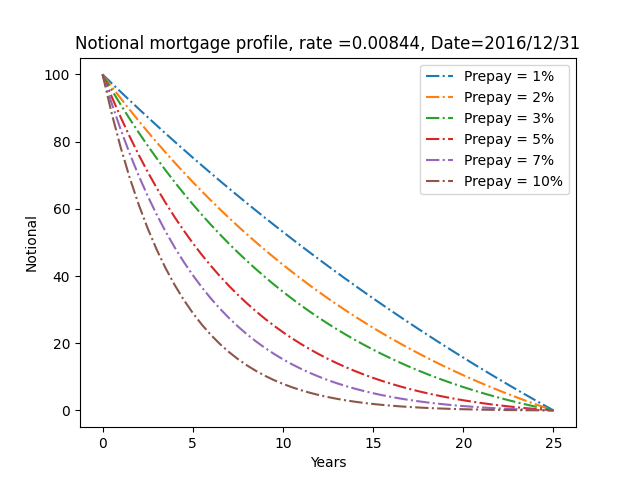 Notional mortgage profile, rate =0.00844, Date=2016/12/31
Prepay = 1%
Prepay = 2%
Prepay = 3%
Prepay = 5%
Prepay = 7%
Prepay = 10%
Notional
100
80
60
40
20
0
0 5 10 15 20 25
Years